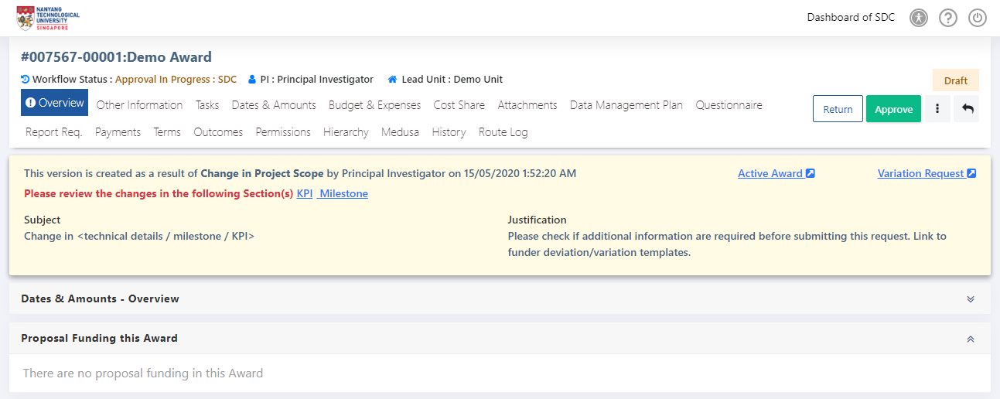 NANYANG
TECHNOLOGICAL
UNIVERSITY
SINGAPORE
Dashboard of SDC
#007567-00001:Demo Award
Workflow Status : Approval In Progress : SDC PI : Principal Investigator Lead Unit : Demo Unit
Draft
Overview Other Information Tasks Dates & Amounts Budget & Expenses Cost Share Attachments Data Management Plan Questionnaire
Return Approve
Report Req. Payments Terms Outcomes Permissions Hierarchy Medusa History Route Log
This version is created as a result of Change in Project Scope by Principal Investigator on 15/05/2020 1:52:20 AM
Active Award Variation Request
Please review the changes in the following Section(s) KPI Milestone
Subject
Change in <technical details / milestone / KPI>
Justification
Please check if additional information are required before submitting this request. Link to
funder deviation/variation templates.
Dates & Amounts - Overview
Proposal Funding this Award
There are no proposal funding in this Award